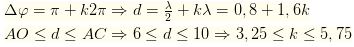 Δφ = π + k2π ⇒ d = λ/2 + kλ = 0,8 + 1,6k
AO ≤ d ≤ AC ⇒ 6 ≤ d ≤ 10 ⇒ 3,25 ≤ k ≤ 5,75